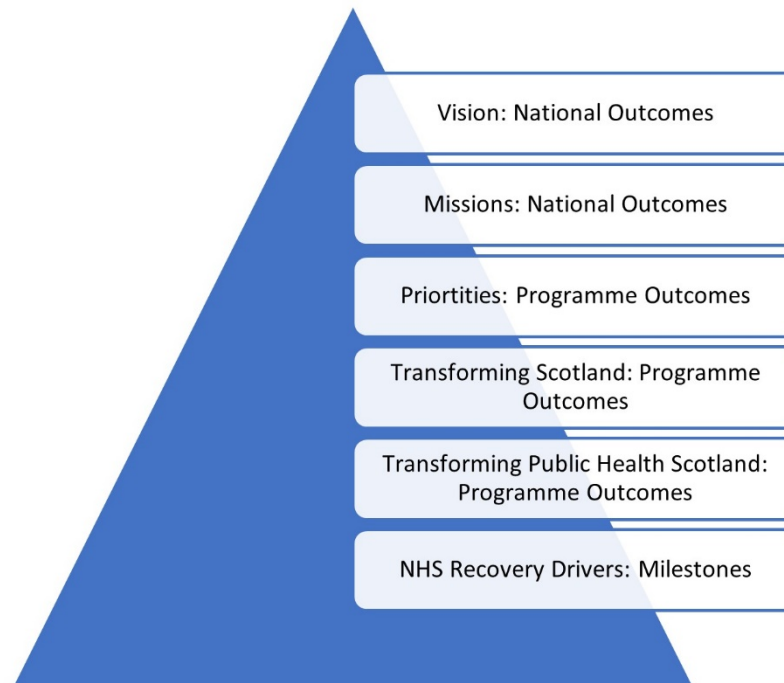 Vision: National Outcomes
Missions: National Outcomes
Priortities: Programme Outcomes
Transforming Scotland: Programme
Outcomes
Transforming Public Health Scotland:
Programme Outcomes
NHS Recovery Drivers: Milestones